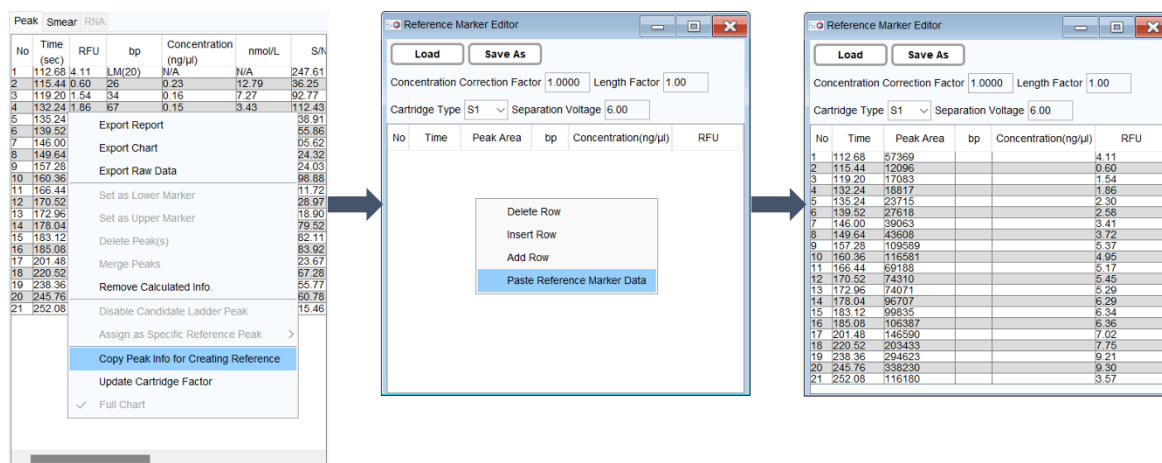 Peak Smear RNA
No Time (sec) RFU bp Concentration (ng/µl) nmol/L S/N
1 112.68 4.11 LM(20) N/A N/A 247.61
2 115.44 0.60 26 0.23 12.79 36.25
3 119.20 1.54 34 0.16 7.27 92.77
4 132.24 1.86 67 0.15 3.43 112.43
5 135.24 38.91
6 139.52 55.86
7 146.00 05.62
8 149.64 24.32
9 157.28 24.03
10 160.36 98.88
11 166.44 11.72
12 170.52 28.97
13 172.96 18.90
14 178.04 79.52
15 183.12 82.11
16 185.08 83.92
17 201.48 23.67
18 220.52 67.28
19 238.36 55.77
20 245.76 60.78
21 252.08 15.46
Export Report
Export Chart
Export Raw Data
Set as Lower Marker
Set as Upper Marker
Delete Peak(s)
Merge Peaks
Remove Calculated Info.
Disable Candidate Ladder Peak
Assign as Specific Reference Peak
Copy Peak Info for Creating Reference
Update Cartridge Factor
Full Chart
Reference Marker Editor
Load Save As
Concentration Correction Factor 1.0000 Length Factor 1.00
Cartridge Type S1 Separation Voltage 6.00
No Time Peak Area bp Concentration(ng/µl) RFU
Delete Row
Insert Row
Add Row
Paste Reference Marker Data
Reference Marker Editor
Load Save As
Concentration Correction Factor 1.0000 Length Factor 1.00
Cartridge Type S1 Separation Voltage 6.00
No Time Peak Area bp Concentration(ng/µl) RFU
1 112.68 57369 4.11
2 115.44 12096 0.60
3 119.20 17083 1.54
4 132.24 18817 1.86
5 135.24 23715 2.30
6 139.52 27618 2.58
7 146.00 39063 3.41
8 149.64 43608 3.72
9 157.28 109589 5.37
10 160.36 116581 4.95
11 166.44 69188 5.17
12 170.52 74310 5.45
13 172.96 74071 5.29
14 178.04 96707 6.29
15 183.12 99835 6.34
16 185.08 106387 6.36
17 201.48 146590 7.02
18 220.52 203433 7.75
19 238.36 294623 9.21
20 245.76 338230 9.30
21 252.08 116180 3.57